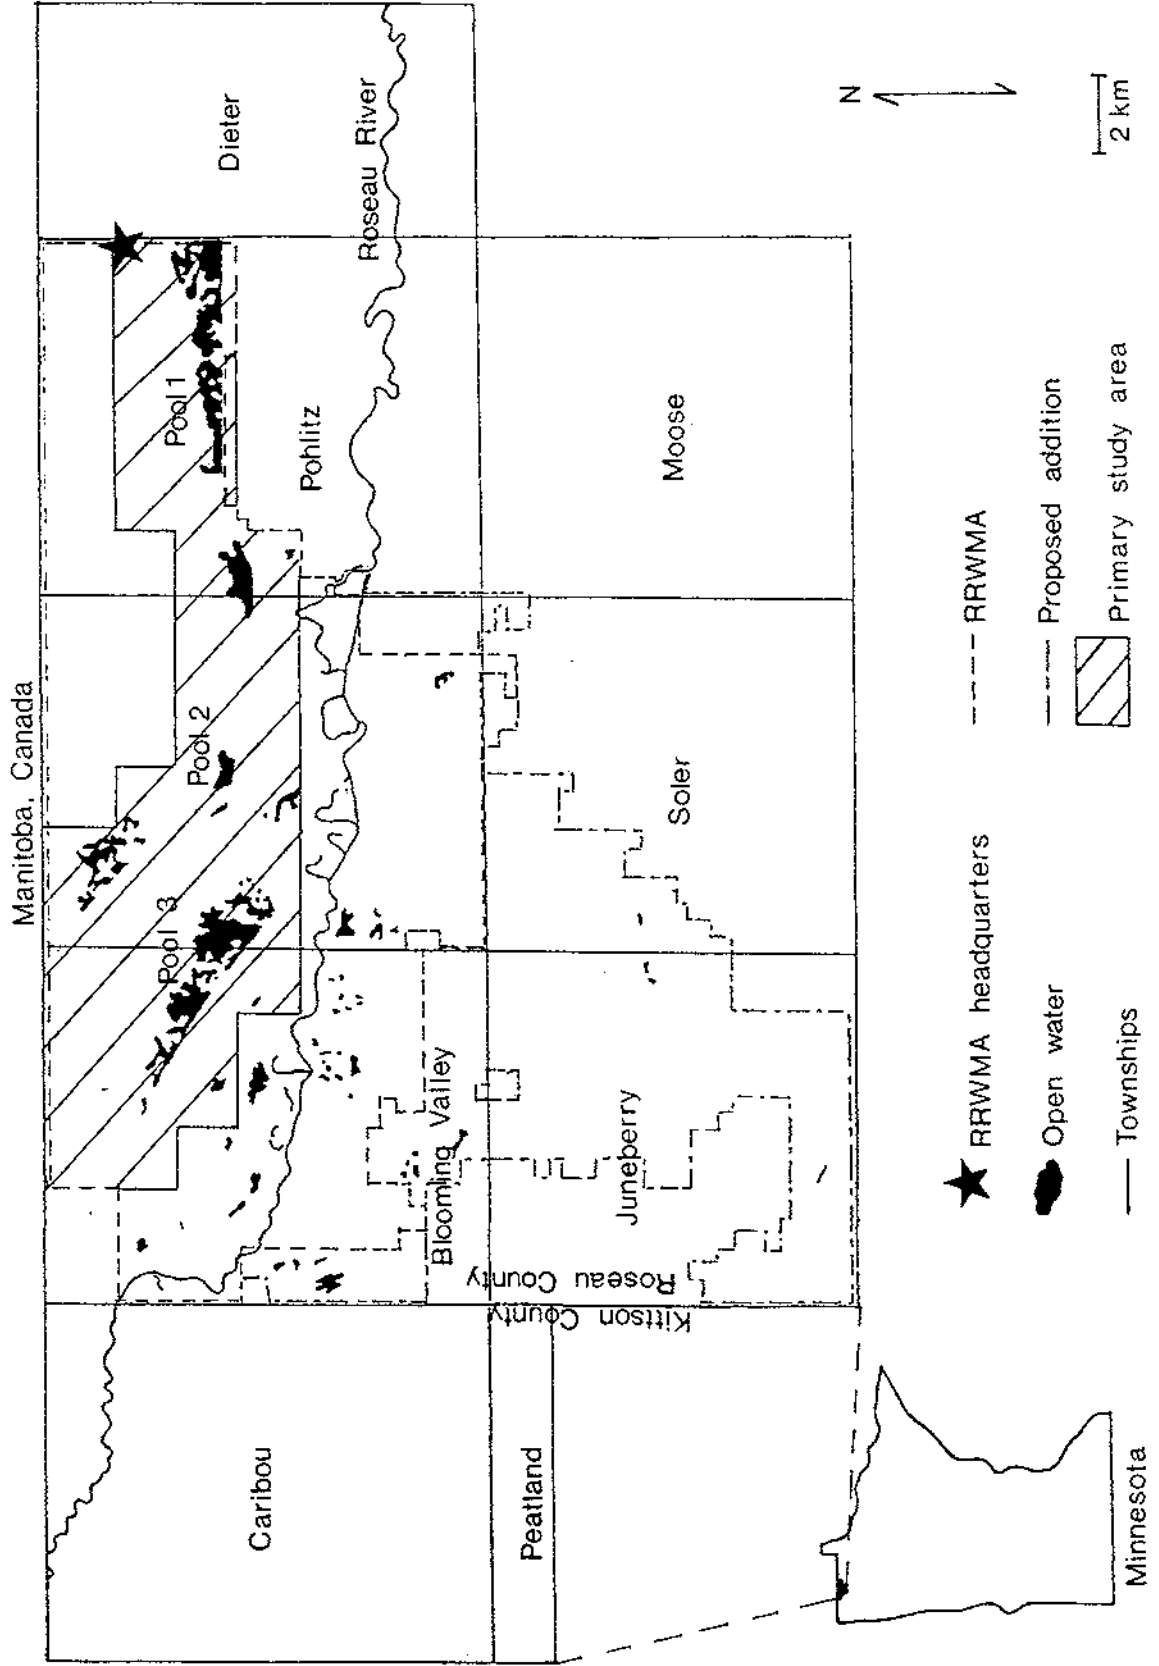 Manitoba, Canada
Pool 3
Pool 2
Pool 1
Dieter
Caribou
Pohlitz
Roseau River
Blooming Valley
Peatland
Kittson County
Roseau County
Juneberry
Soler
Moose
N
2 km
RRWMA headquarters
RRWMA
Open water
Proposed addition
Townships
Primary study area
Minnesota